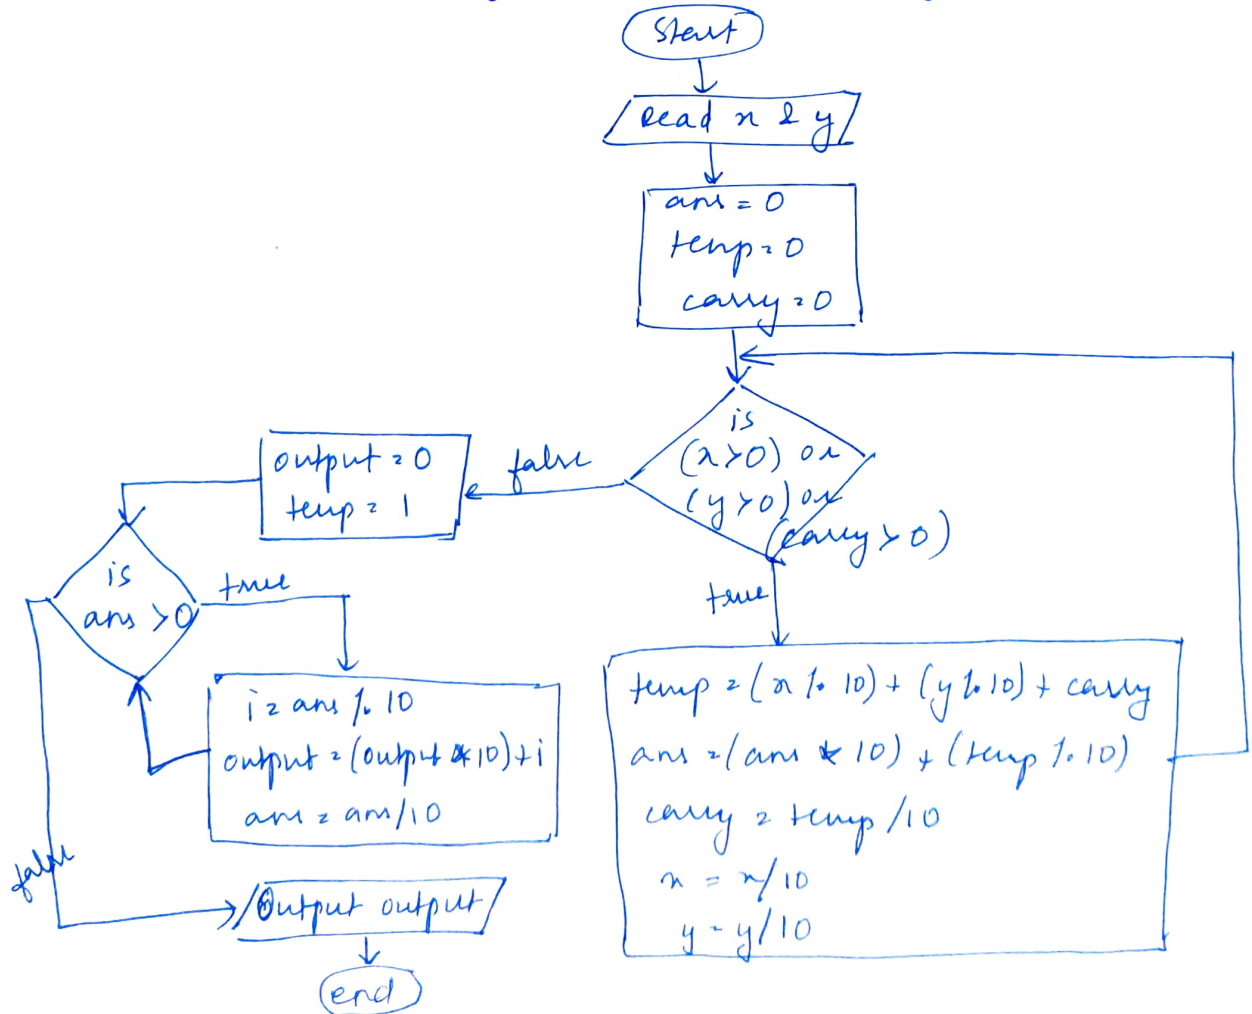 Start
Read x & y
ans = 0
temp = 0
carry = 0
is
(x>0) or
(y>0) or
(carry>0)
false
output = 0
temp = 1
is
ans >0
true
i = ans % 10
output = (output * 10) + i
ans = ans/10
false
Output output
end
true
temp = (x % 10) + (y % 10) + carry
ans = (ans * 10) + (temp % 10)
carry = temp /10
x = x/10
y = y/10